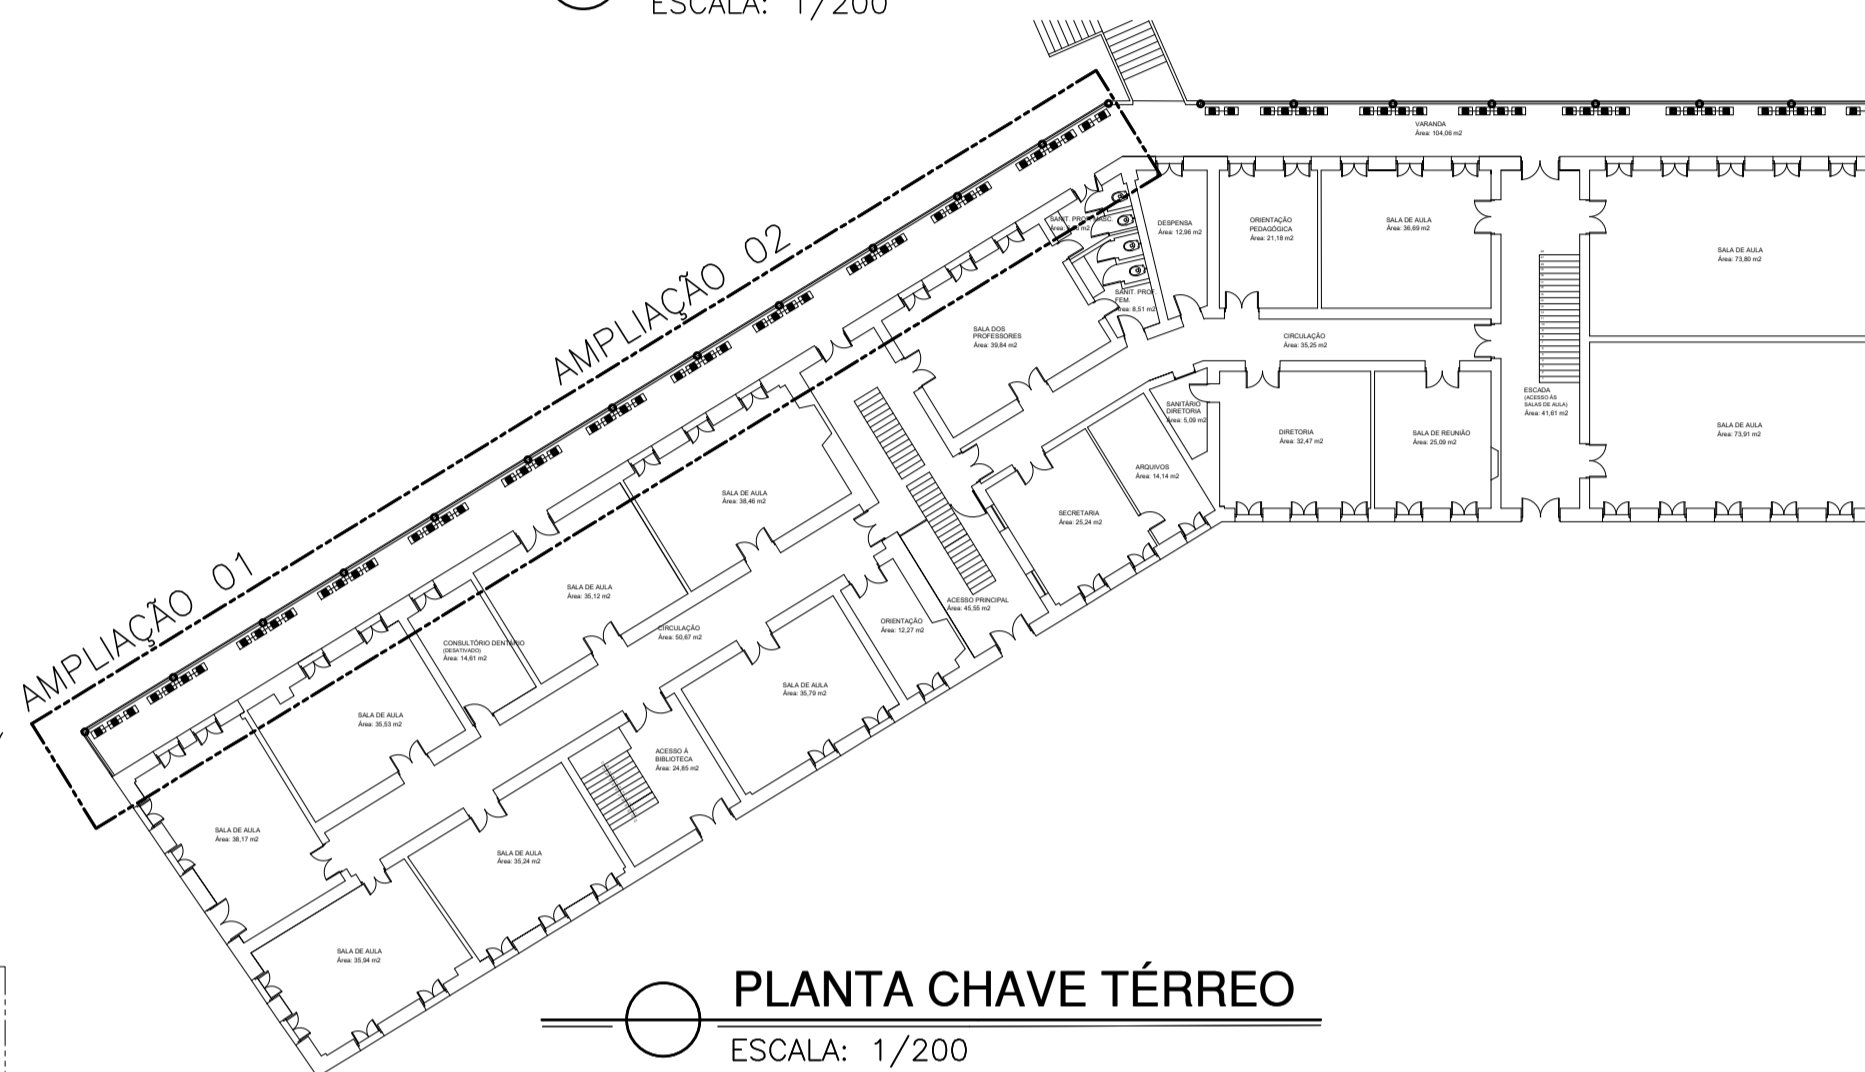 ESCALA: 1/200
VARANDA
Área: 104,06 m2
AMPLIAÇÃO 02
AMPLIAÇÃO 01
SANIT. PROF. MASC.
DESPENSA
Área: 12,96 m2
ORIENTAÇÃO
PEDAGÓGICA
Área: 21,18 m2
SALA DE AULA
Área: 36,69 m2
SALA DE AULA
Área: 73,80 m2
SANIT. PROF.
FEM.
Área: 8,51 m2
SALA DOS
PROFESSORES
Área: 39,84 m2
CIRCULAÇÃO
Área: 35,25 m2
ESCADA
(ACESSO ÀS
SALAS DE AULA)
Área: 41,61 m2
SANITÁRIO
DIRETORIA
Área: 5,09 m2
DIRETORIA
Área: 32,47 m2
SALA DE REUNIÃO
Área: 25,09 m2
SALA DE AULA
Área: 73,91 m2
ARQUIVOS
Área: 14,14 m2
SALA DE AULA
Área: 38,46 m2
SECRETARIA
Área: 25,24 m2
SALA DE AULA
Área: 35,12 m2
ACESSO PRINCIPAL
Área: 45,55 m2
ORIENTAÇÃO
Área: 12,27 m2
CIRCULAÇÃO
Área: 50,67 m2
CONSULTÓRIO DENTÁRIO
(DESATIVADO)
Área: 14,61 m2
SALA DE AULA
Área: 35,79 m2
SALA DE AULA
Área: 35,53 m2
ACESSO À
BIBLIOTECA
Área: 24,85 m2
SALA DE AULA
Área: 38,17 m2
SALA DE AULA
Área: 35,24 m2
SALA DE AULA
Área: 35,94 m2
PLANTA CHAVE TÉRREO
ESCALA: 1/200